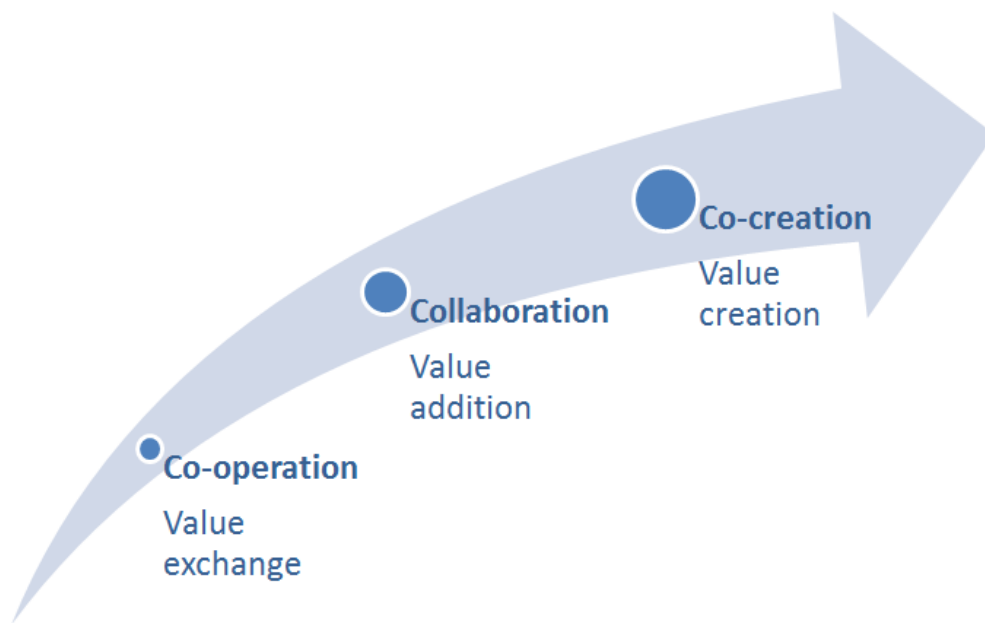 Co-creation
Value
creation
Collaboration
Value
addition
Co-operation
Value
exchange